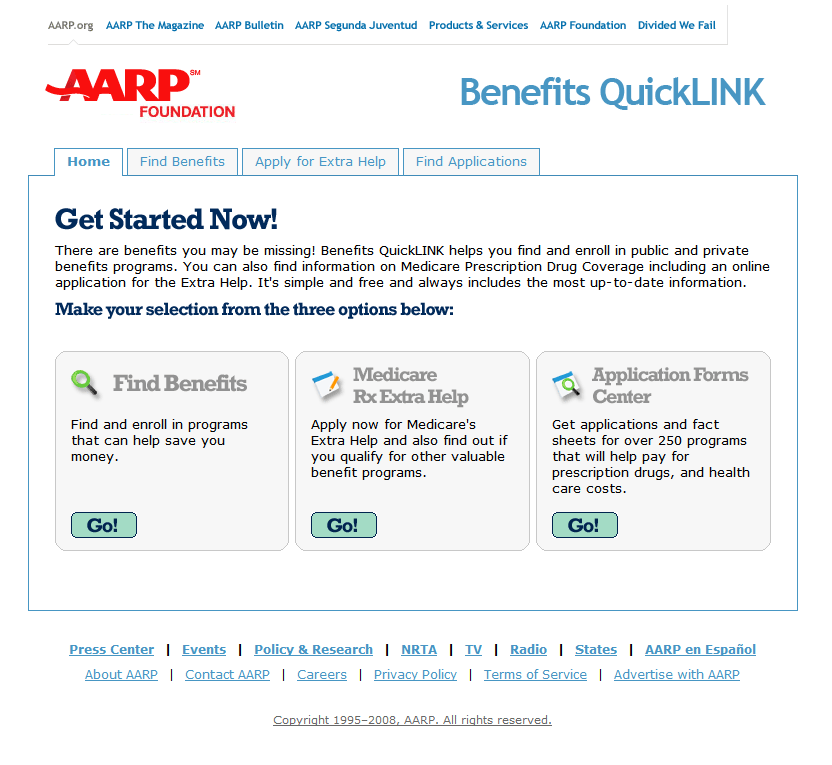 AARP.org AARP The Magazine AARP Bulletin AARP Segunda Juventud Products & Services AARP Foundation Divided We Fail
AARP SM
FOUNDATION
Benefits QuickLINK
Home Find Benefits Apply for Extra Help Find Applications
Get Started Now!
There are benefits you may be missing! Benefits QuickLINK helps you find and enroll in public and private
benefits programs. You can also find information on Medicare Prescription Drug Coverage including an online
application for the Extra Help. It's simple and free and always includes the most up-to-date information.
Make your selection from the three options below:
Find Benefits
Find and enroll in programs
that can help save you
money.
Go!
Medicare
Rx Extra Help
Apply now for Medicare's
Extra Help and also find out if
you qualify for other valuable
benefit programs.
Go!
Application Forms
Center
Get applications and fact
sheets for over 250 programs
that will help pay for
prescription drugs, and health
care costs.
Go!
Press Center | Events | Policy & Research | NRTA | TV | Radio | States | AARP en Español
About AARP | Contact AARP | Careers | Privacy Policy | Terms of Service | Advertise with AARP
Copyright 1995–2008, AARP. All rights reserved.